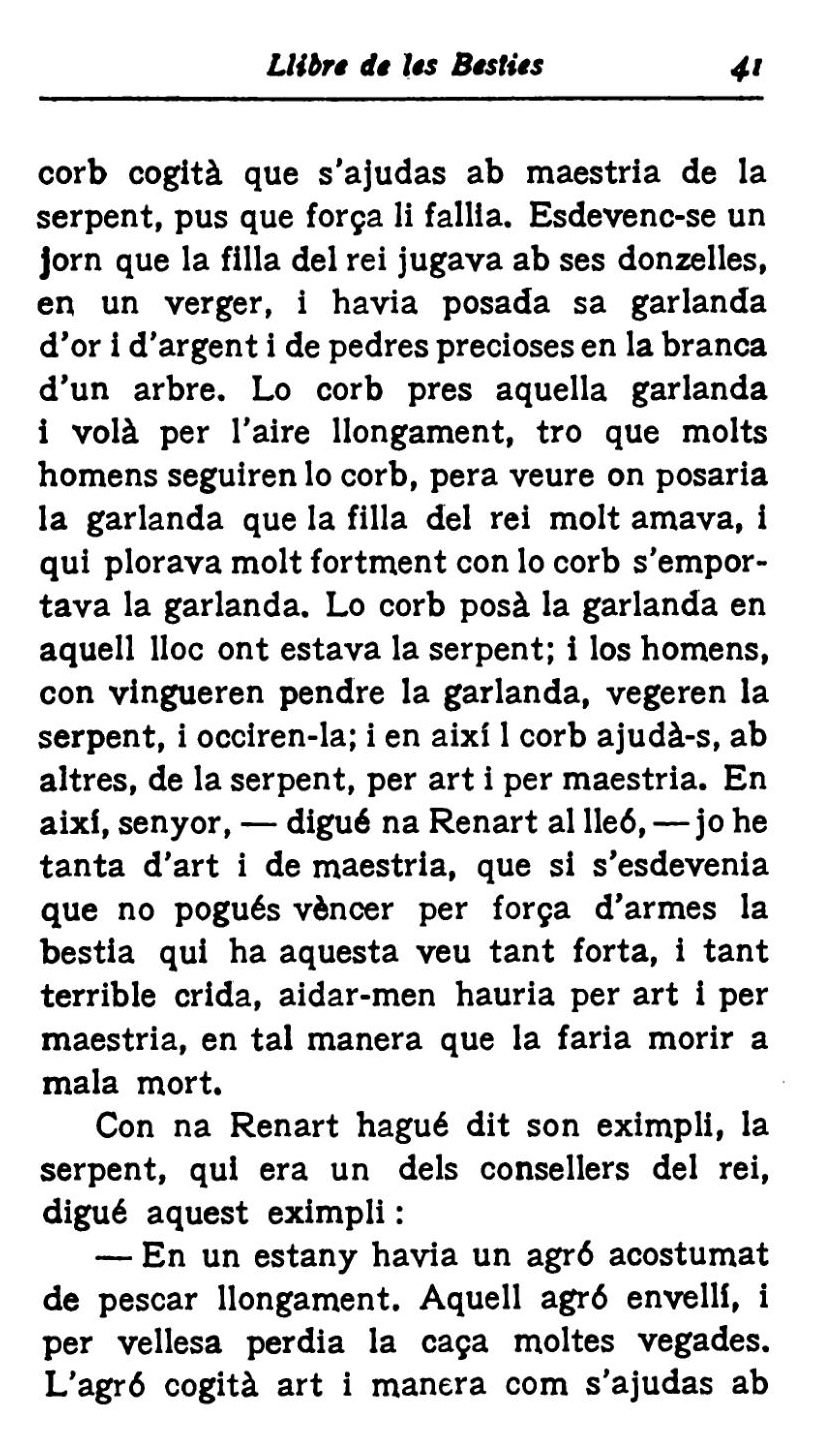 Llibre de les Besties 41
corb cogità que s'ajudas ab maestria de la
serpent, pus que força li fallia. Esdevenc-se un
jorn que la filla del rei jugava ab ses donzelles,
en un verger, i havia posada sa garlanda
d'or i d'argent i de pedres precioses en la branca
d'un arbre. Lo corb pres aquella garlanda
i volà per l'aire llongament, tro que molts
homens seguiren lo corb, pera veure on posaria
la garlanda que la filla del rei molt amava, i
qui plorava molt fortment con lo corb s'empor-
tava la garlanda. Lo corb posà la garlanda en
aquell lloc ont estava la serpent; i los homens,
con vingueren pendre la garlanda, vegeren la
serpent, i occiren-la; i en així l corb ajudà-s, ab
altres, de la serpent, per art i per maestria. En
així, senyor, — digué na Renart al lleó, — jo he
tanta d'art i de maestria, que si s'esdevenia
que no pogués vèncer per força d'armes la
bestia qui ha aquesta veu tant forta, i tant
terrible crida, aidar-men hauria per art i per
maestria, en tal manera que la faria morir a
mala mort.
Con na Renart hagué dit son eximpli, la
serpent, qui era un dels consellers del rei,
digué aquest eximpli :
— En un estany havia un agró acostumat
de pescar llongament. Aquell agró envellí, i
per vellesa perdia la caça moltes vegades.
L'agró cogità art i manera com s'ajudas ab